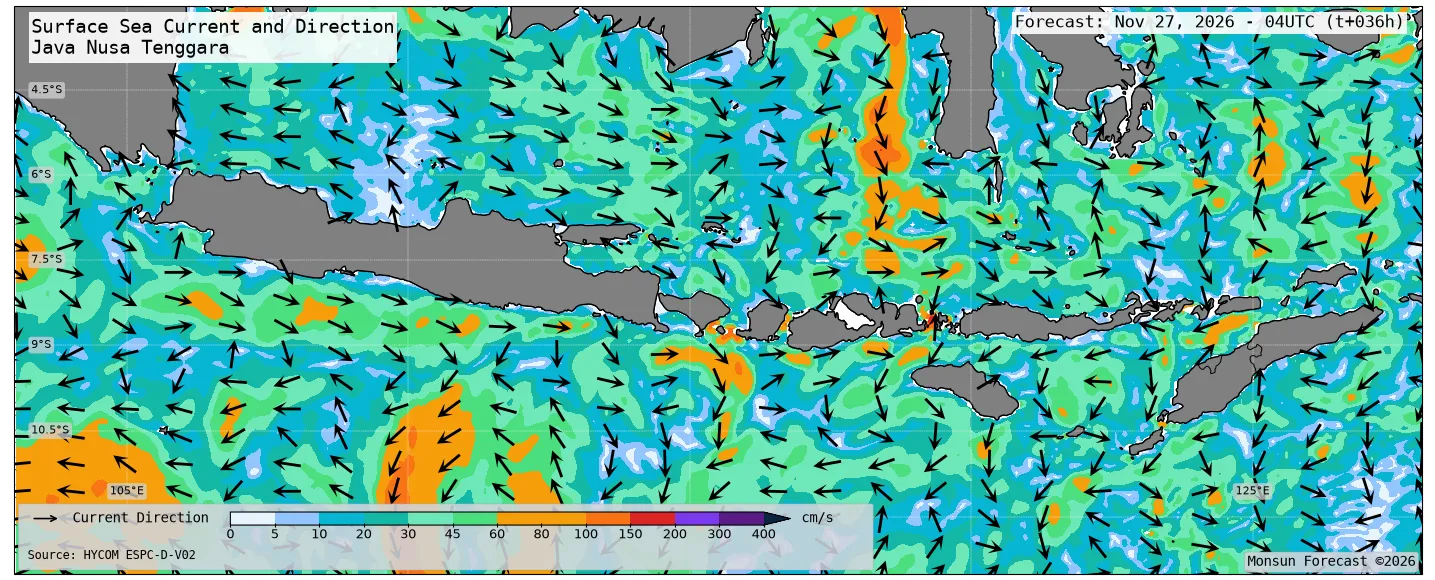 Surface Sea Current and Direction
Java Nusa Tenggara
Forecast: Nov 27, 2026 - 04UTC (t+036h)
4.5°S
6°S
7.5°S
9°S
10.5°S
105°E
125°E
Current Direction
0 5 10 20 30 45 60 80 100 150 200 300 400
cm/s
Source: HYCOM ESPC-D-V02
Monsun Forecast ©2026